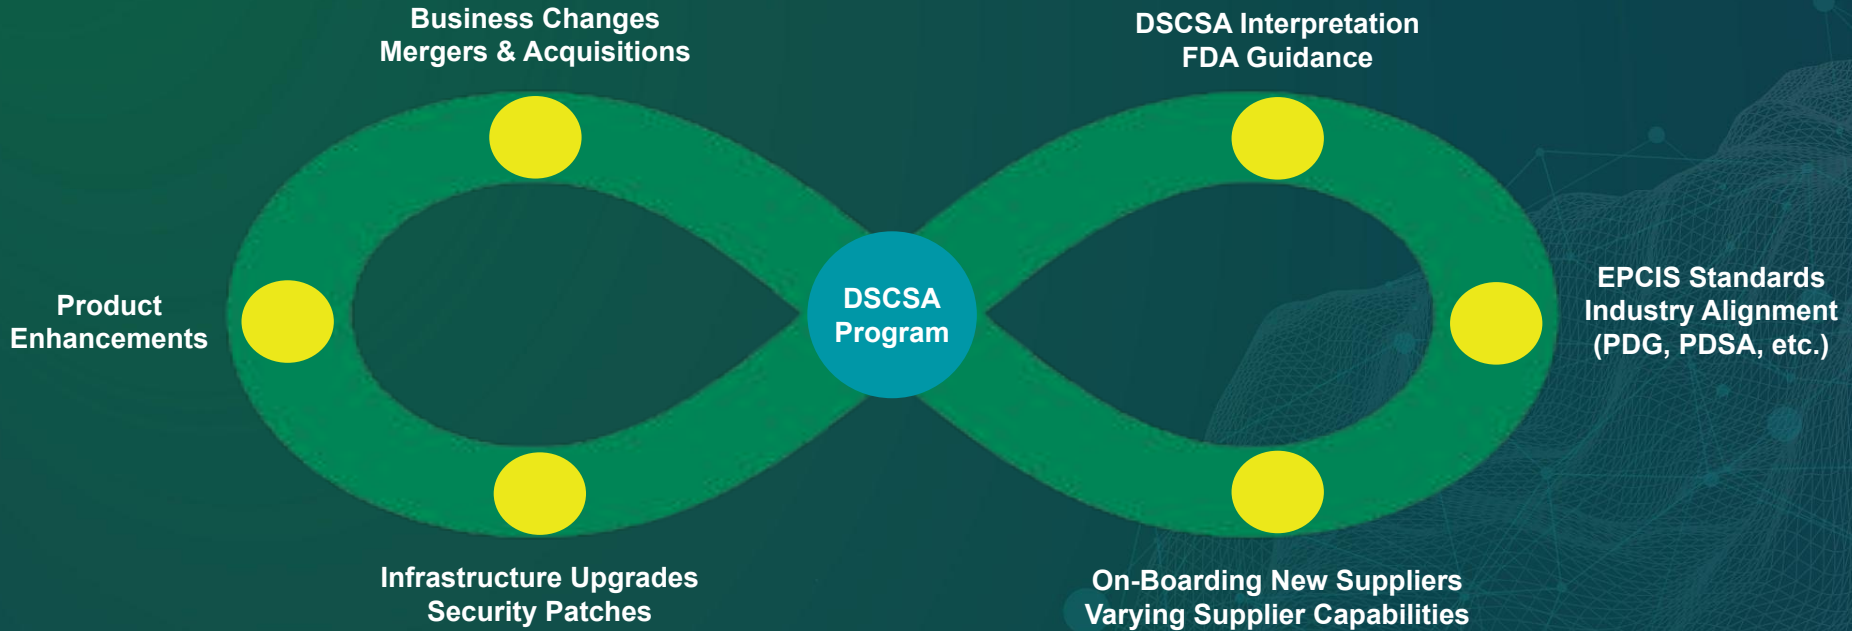 Business Changes
Mergers & Acquisitions
DSCSA Interpretation
FDA Guidance
Product
Enhancements
DSCSA
Program
EPCIS Standards
Industry Alignment
(PDG, PDSA, etc.)
Infrastructure Upgrades
Security Patches
On-Boarding New Suppliers
Varying Supplier Capabilities